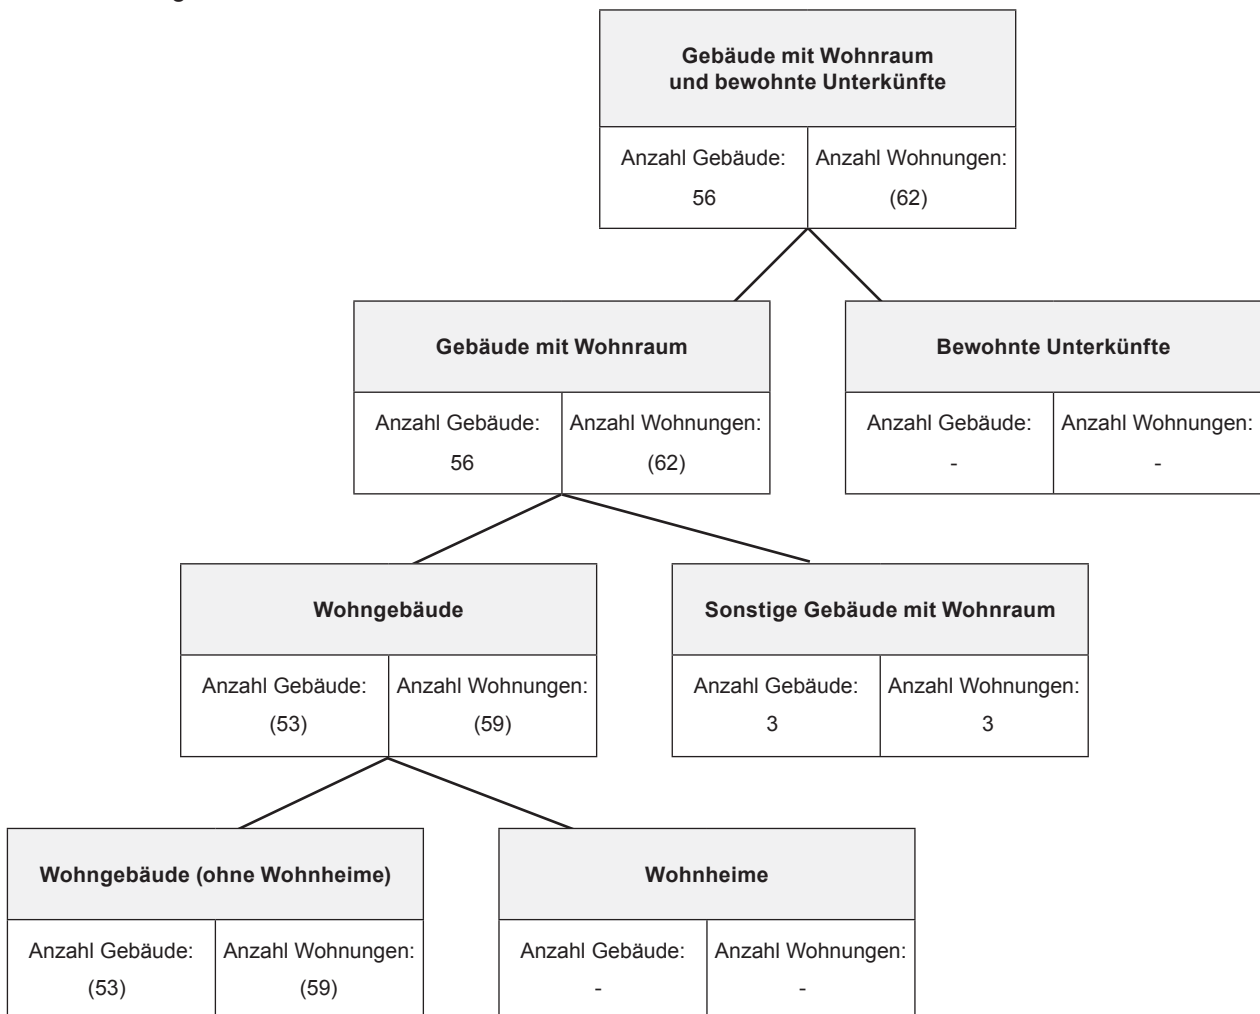 Gebäude mit Wohnraum
und bewohnte Unterkünfte
Anzahl Gebäude:
56
Anzahl Wohnungen:
(62)
Gebäude mit Wohnraum
Anzahl Gebäude:
56
Anzahl Wohnungen:
(62)
Bewohnte Unterkünfte
Anzahl Gebäude:
-
Anzahl Wohnungen:
-
Wohngebäude
Anzahl Gebäude:
(53)
Anzahl Wohnungen:
(59)
Sonstige Gebäude mit Wohnraum
Anzahl Gebäude:
3
Anzahl Wohnungen:
3
Wohngebäude (ohne Wohnheime)
Anzahl Gebäude:
(53)
Anzahl Wohnungen:
(59)
Wohnheime
Anzahl Gebäude:
-
Anzahl Wohnungen:
-